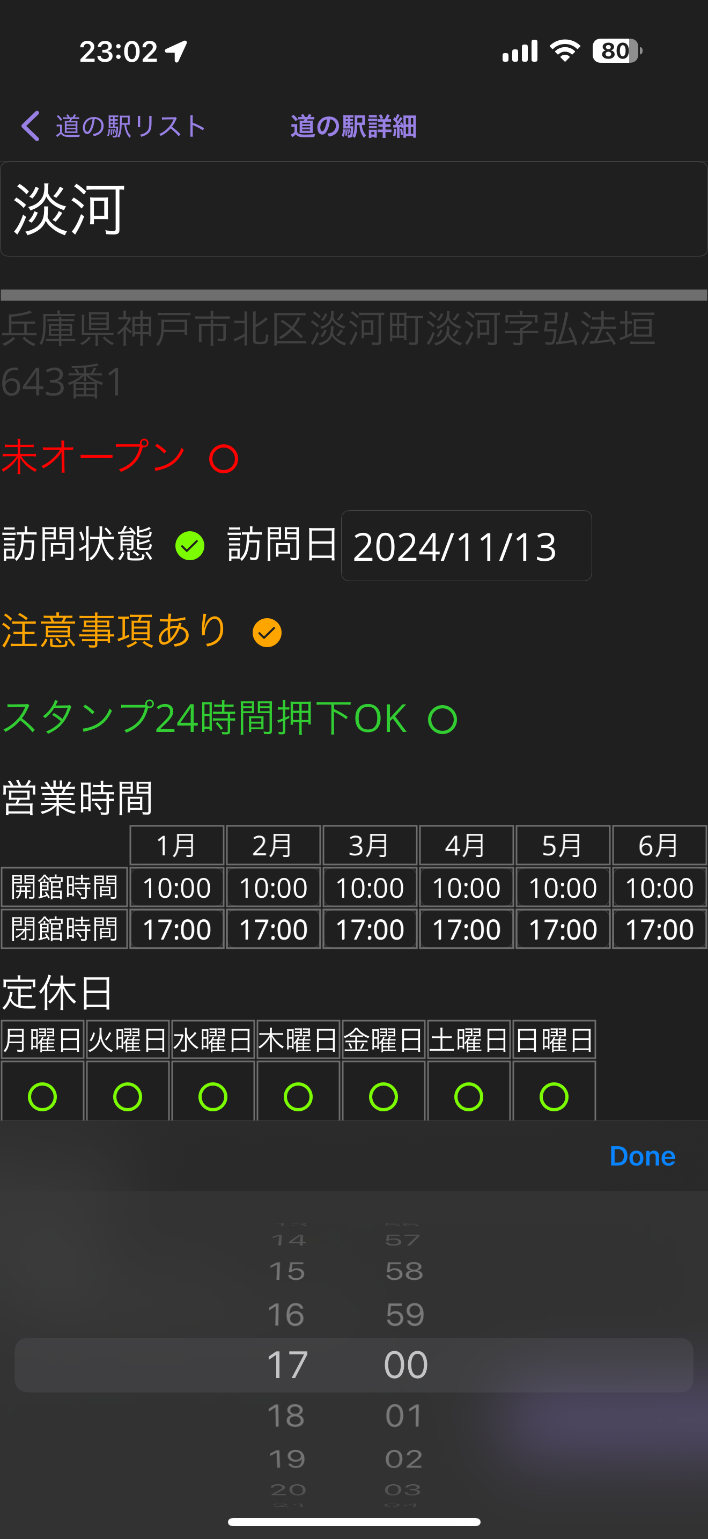 23:02
80
道の駅リスト 道の駅詳細
淡河
兵庫県神戸市北区淡河町淡河字弘法垣
643番1
未オープン
訪問状態 訪問日 2024/11/13
注意事項あり
スタンプ24時間押下OK
営業時間
1月 2月 3月 4月 5月 6月
開館時間 10:00 10:00 10:00 10:00 10:00 10:00
閉館時間 17:00 17:00 17:00 17:00 17:00 17:00
定休日
月曜日 火曜日 水曜日 木曜日 金曜日 土曜日 日曜日
Done
14 57
15 58
16 59
17 00
18 01
19 02
20 03